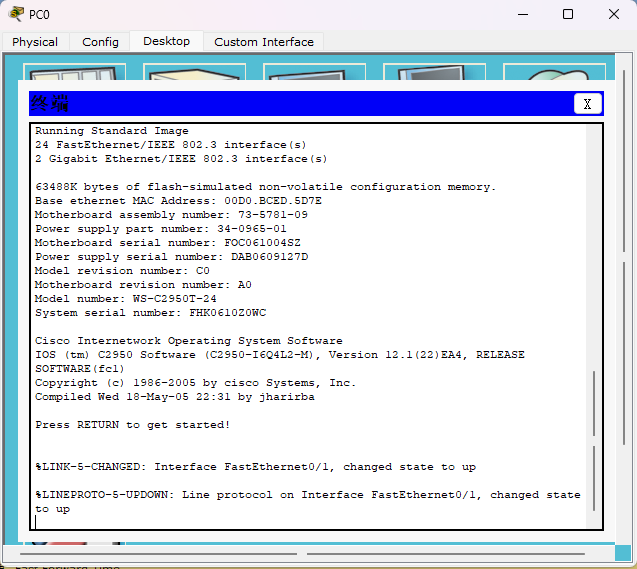 PC0
Physical Config Desktop Custom Interface
终端
X
Running Standard Image
24 FastEthernet/IEEE 802.3 interface(s)
2 Gigabit Ethernet/IEEE 802.3 interface(s)
63488K bytes of flash-simulated non-volatile configuration memory.
Base ethernet MAC Address: 00D0.BCED.5D7E
Motherboard assembly number: 73-5781-09
Power supply part number: 34-0965-01
Motherboard serial number: FOC061004SZ
Power supply serial number: DAB0609127D
Model revision number: C0
Motherboard revision number: A0
Model number: WS-C2950T-24
System serial number: FHK0610Z0WC
Cisco Internetwork Operating System Software
IOS (tm) C2950 Software (C2950-I6Q4L2-M), Version 12.1(22)EA4, RELEASE
SOFTWARE(fc1)
Copyright (c) 1986-2005 by cisco Systems, Inc.
Compiled Wed 18-May-05 22:31 by jharirba
Press RETURN to get started!
%LINK-5-CHANGED: Interface FastEthernet0/1, changed state to up
%LINEPROTO-5-UPDOWN: Line protocol on Interface FastEthernet0/1, changed state
to up
Fast Forward Time